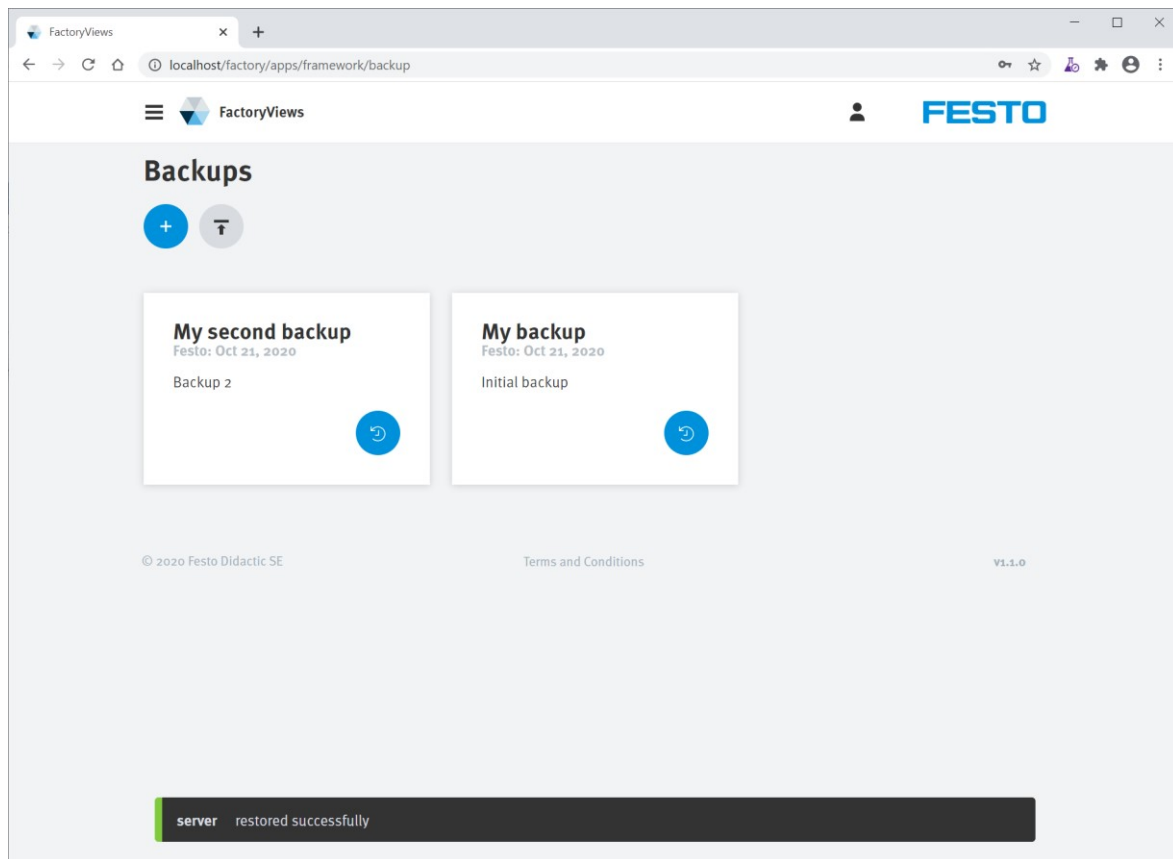 FactoryViews
localhost/factory/apps/framework/backup
FactoryViews
FESTO
Backups
My second backup
Festo: Oct 21, 2020
Backup 2
My backup
Festo: Oct 21, 2020
Initial backup
© 2020 Festo Didactic SE
Terms and Conditions
v1.1.0
server restored successfully